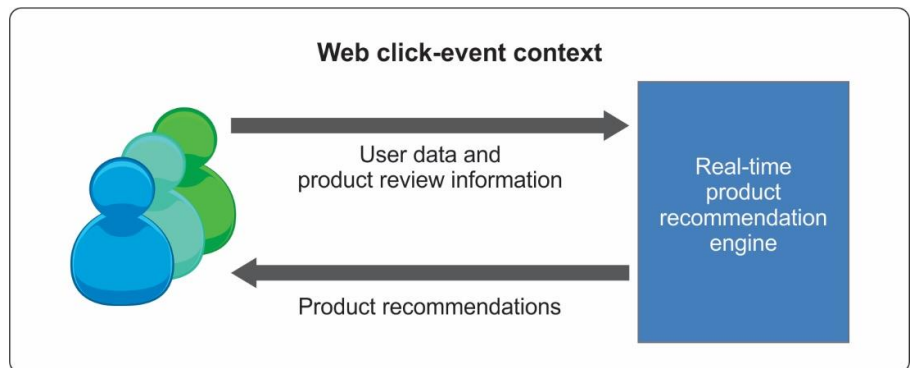 Web click-event context
User data and
product review information
Real-time
product
recommendation
engine
Product recommendations